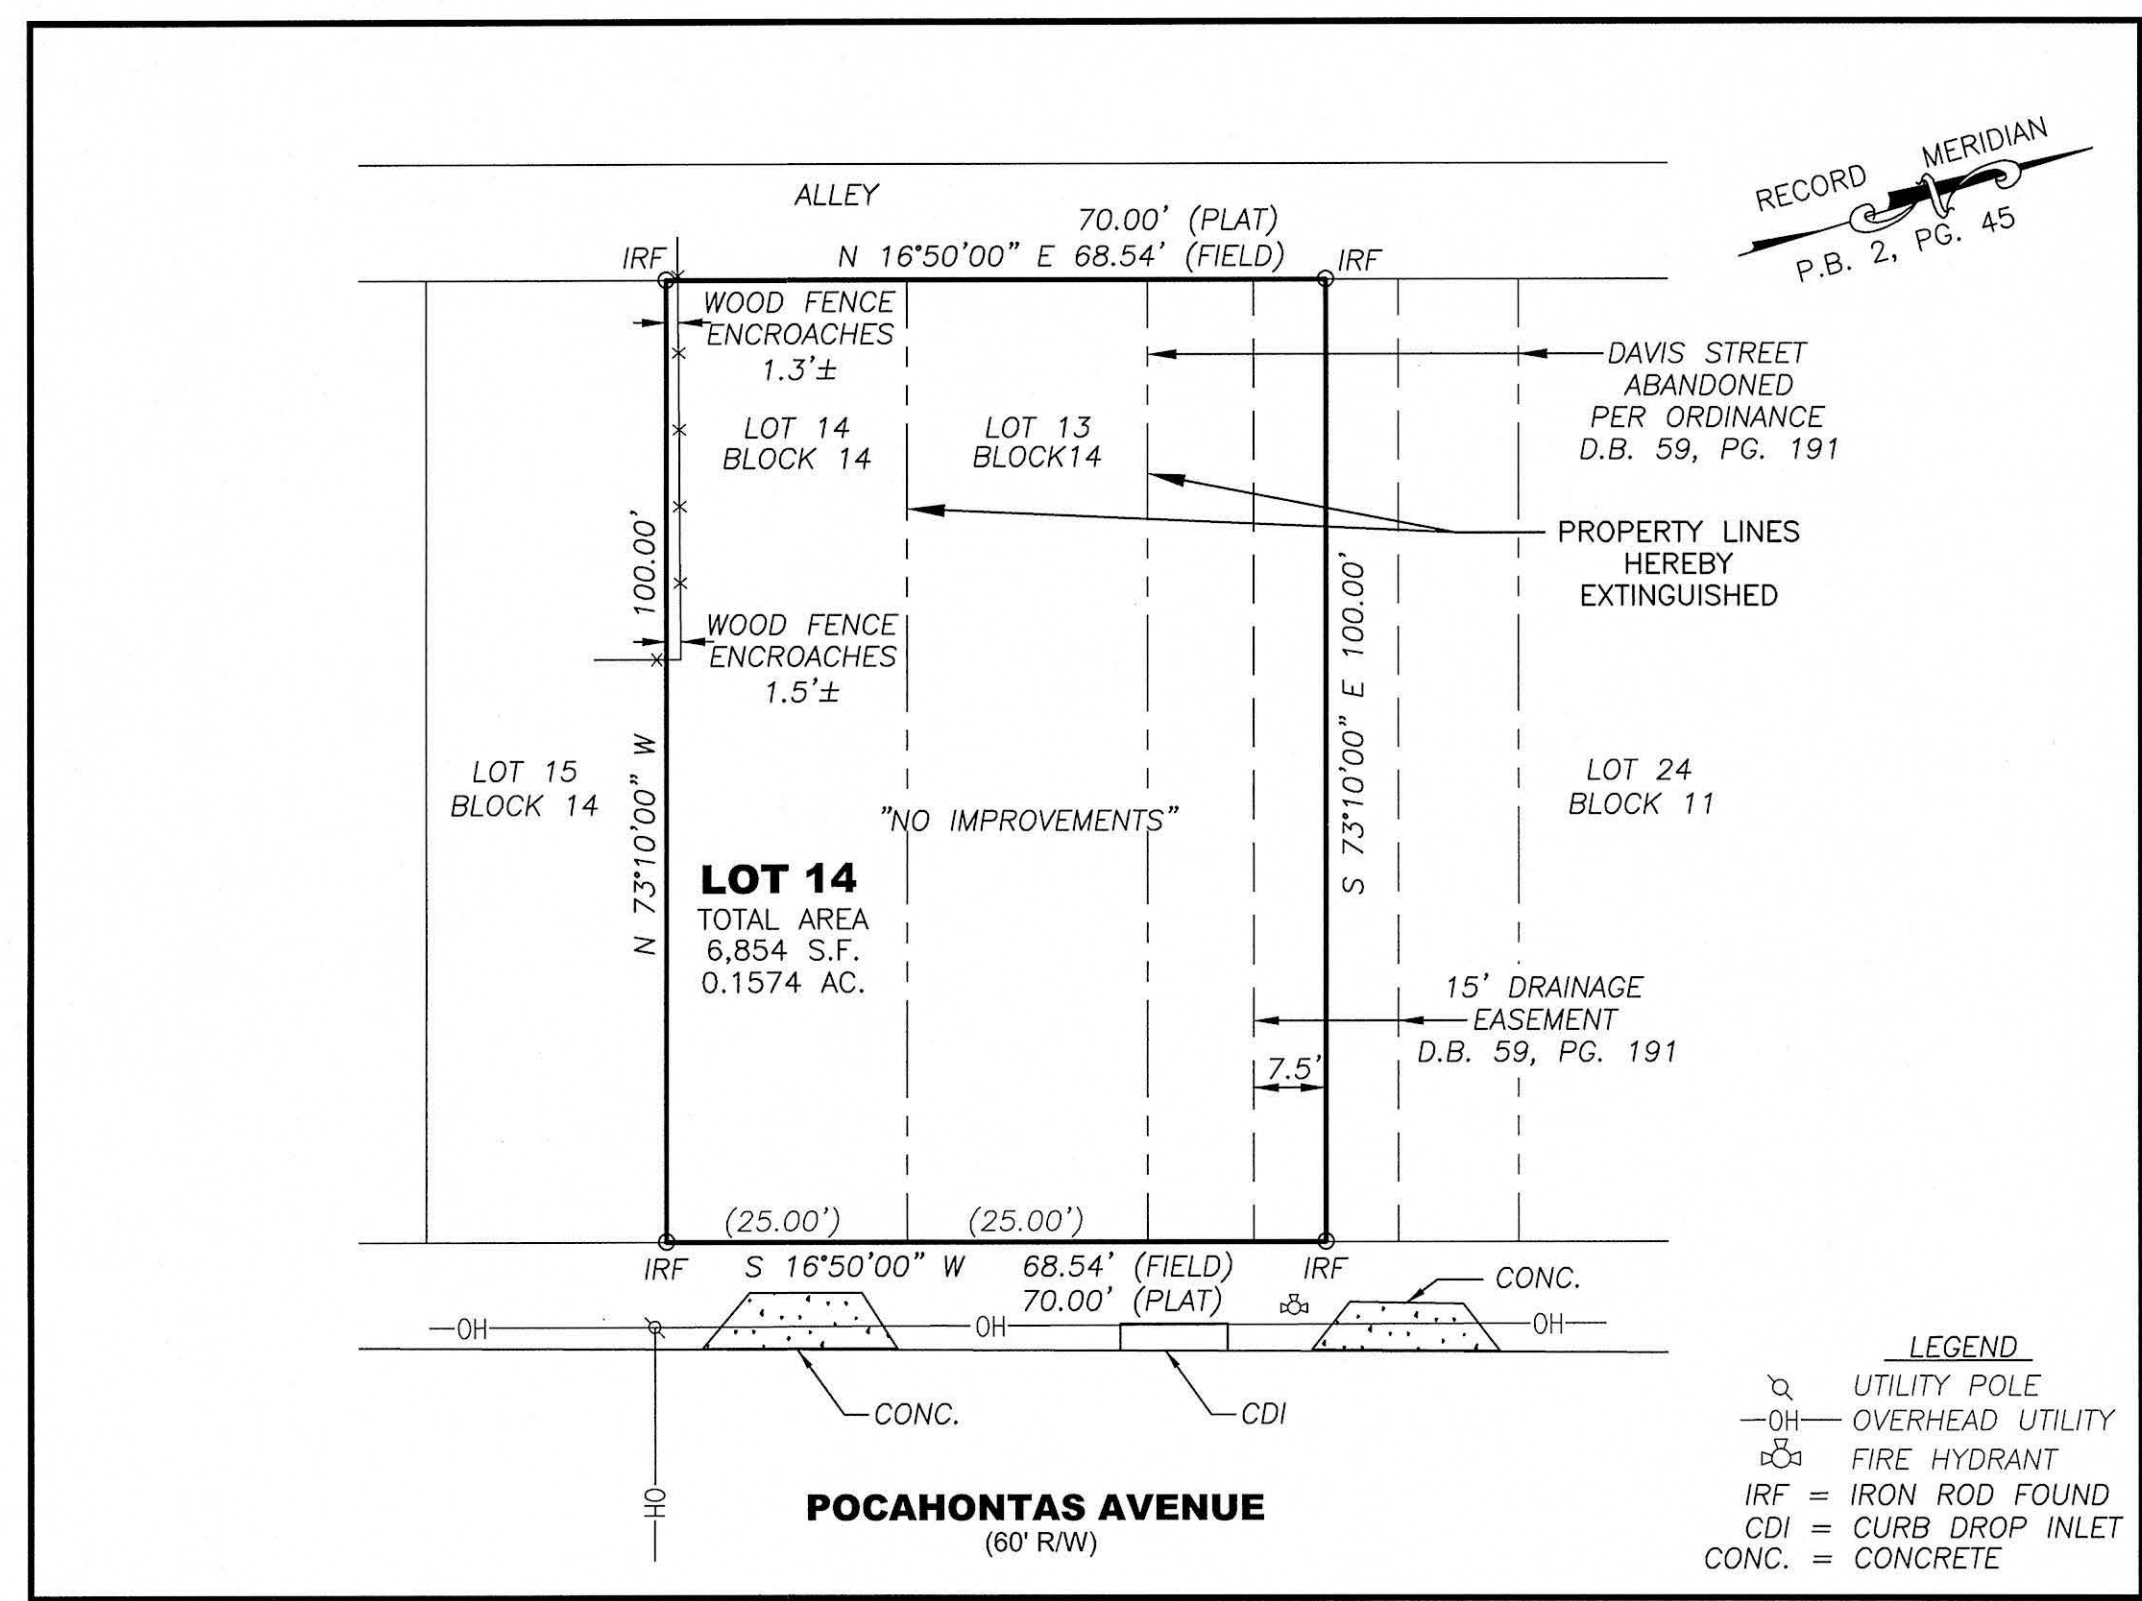 RECORD MERIDIAN
P.B. 2, PG. 45
ALLEY
70.00' (PLAT)
N 16°50'00" E 68.54' (FIELD)
IRF
IRF
WOOD FENCE
ENCROACHES
1.3'±
LOT 14
BLOCK 14
LOT 13
BLOCK14
DAVIS STREET
ABANDONED
PER ORDINANCE
D.B. 59, PG. 191
PROPERTY LINES
HEREBY
EXTINGUISHED
N 73°10'00" W 100.00'
S 73°10'00" E 100.00'
WOOD FENCE
ENCROACHES
1.5'±
LOT 15
BLOCK 14
"NO IMPROVEMENTS"
LOT 24
BLOCK 11
LOT 14
TOTAL AREA
6,854 S.F.
0.1574 AC.
15' DRAINAGE
EASEMENT
D.B. 59, PG. 191
7.5'
(25.00')
(25.00')
IRF
S 16°50'00" W 68.54' (FIELD)
70.00' (PLAT)
IRF
CONC.
OH
OH
OH
CONC.
CDI
OH
POCAHONTAS AVENUE
(60' R/W)
LEGEND
UTILITY POLE
OH OVERHEAD UTILITY
FIRE HYDRANT
IRF = IRON ROD FOUND
CDI = CURB DROP INLET
CONC. = CONCRETE